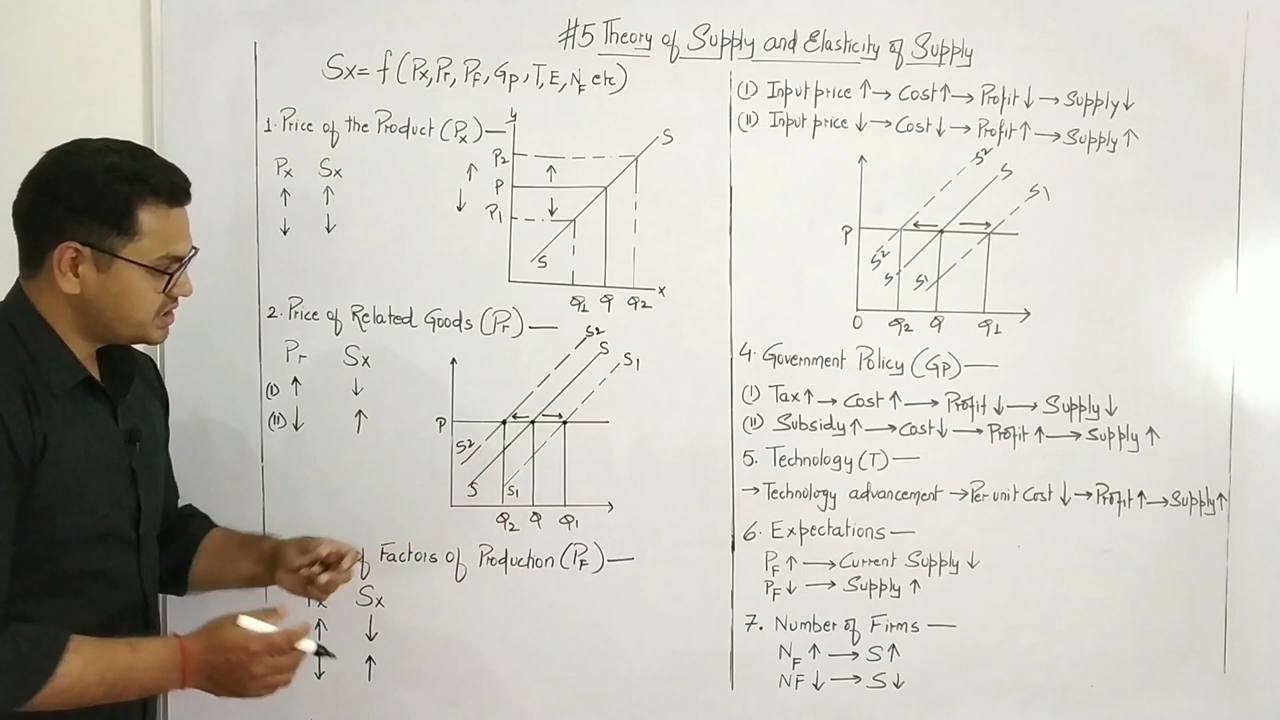 #5 Theory of Supply and Elasticity of Supply
Sx = f (Px, Pr, PF, Gp, T, E, NF etc)
1. Price of the Product (Px) —
Px Sx
↑ ↑
↓ ↓
y
P2
P
P1
↑
↓
↑
↓
S
S
Q1 Q Q2 x
2. Price of Related Goods (Pr) —
Pr Sx
(I) ↑ ↓
(II) ↓ ↑
S2
S
S1
P
← →
S2
S
S1
Q2 Q Q1
of Factors of Production (PF) —
Sx
↑ ↓
↓ ↑
(I) Input price ↑ → Cost ↑ → Profit ↓ → Supply ↓
(II) Input price ↓ → Cost ↓ → Profit ↑ → Supply ↑
S2
S
S1
P
← →
S2
S
S1
O Q2 Q Q1
4. Government Policy (Gp) —
(I) Tax ↑ → Cost ↑ → Profit ↓ → Supply ↓
(II) Subsidy ↑ → Cost ↓ → Profit ↑ → Supply ↑
5. Technology (T) —
→ Technology advancement → Per unit Cost ↓ → Profit ↑ → Supply ↑
6. Expectations —
PF ↑ → Current Supply ↓
PF ↓ → Supply ↑
7. Number of Firms —
NF ↑ → S ↑
NF ↓ → S ↓